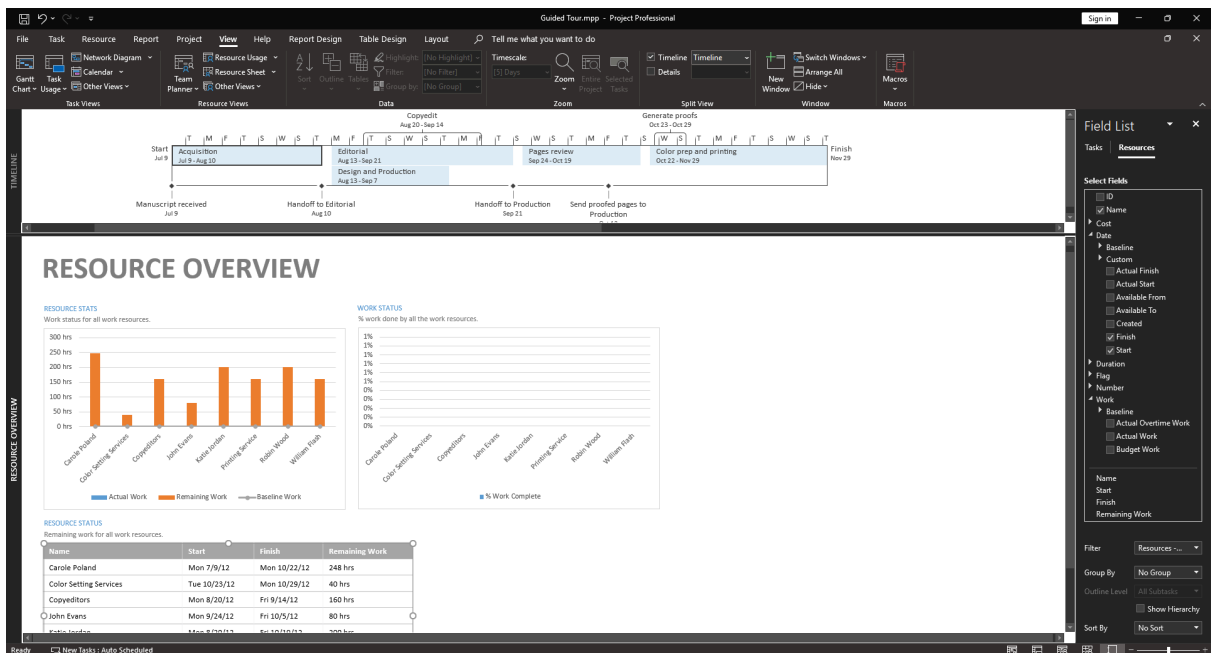 Guided Tour.mpp - Project Professional
Sign in
File Task Resource Report Project View Help Report Design Table Design Layout Tell me what you want to do
Gantt Chart
Task Usage
Network Diagram
Calendar
Other Views
Task Views
Team Planner
Resource Usage
Resource Sheet
Other Views
Resource Views
Sort
Outline
Tables
Highlight: [No Highlight]
Filter: [No Filter]
Group by: [No Group]
Data
Timescale:
[5] Days
Zoom
Entire Project
Selected Tasks
Zoom
Timeline Timeline
Details
Split View
New Window
Switch Windows
Arrange All
Hide
Window
Macros
Macros
TIMELINE
Copyedit
Aug 20 - Sep 14
Generate proofs
Oct 23 - Oct 29
T M F T S W S T M F T S W S T M F T S W S T M F T S W S T M F T S W S T
Start
Jul 9
Acquisition
Jul 9 - Aug 10
Editorial
Aug 13 - Sep 21
Pages review
Sep 24 - Oct 19
Color prep and printing
Oct 22 - Nov 29
Finish
Nov 29
Design and Production
Aug 13 - Sep 7
Manuscript received
Jul 9
Handoff to Editorial
Aug 10
Handoff to Production
Sep 21
Send proofed pages to
Production
RESOURCE OVERVIEW
RESOURCE OVERVIEW
RESOURCE STATS
Work status for all work resources.
300 hrs
250 hrs
200 hrs
150 hrs
100 hrs
50 hrs
0 hrs
Carole Poland
Color Setting Services
Copyeditors
John Evans
Katie Jordan
Printing Service
Robin Wood
William Flash
Actual Work Remaining Work Baseline Work
WORK STATUS
% work done by all the work resources.
1%
1%
1%
1%
1%
1%
0%
0%
0%
0%
0%
Carole Poland
Color Setting Services
Copyeditors
John Evans
Katie Jordan
Printing Service
Robin Wood
William Flash
% Work Complete
RESOURCE STATUS
Remaining work for all work resources.
Name Start Finish Remaining Work
Carole Poland Mon 7/9/12 Mon 10/22/12 248 hrs
Color Setting Services Tue 10/23/12 Mon 10/29/12 40 hrs
Copyeditors Mon 8/20/12 Fri 9/14/12 160 hrs
John Evans Mon 9/24/12 Fri 10/5/12 80 hrs
Katie Jordan Mon 8/20/12 Fri 10/19/12 200 hrs
Field List
Tasks Resources
Select Fields
ID
Name
Cost
Date
Baseline
Custom
Actual Finish
Actual Start
Available From
Available To
Created
Finish
Start
Duration
Flag
Number
Work
Baseline
Actual Overtime Work
Actual Work
Budget Work
Name
Start
Finish
Remaining Work
Filter Resources -...
Group By No Group
Outline Level All Subtasks
Show Hierarchy
Sort By No Sort
Ready New Tasks : Auto Scheduled